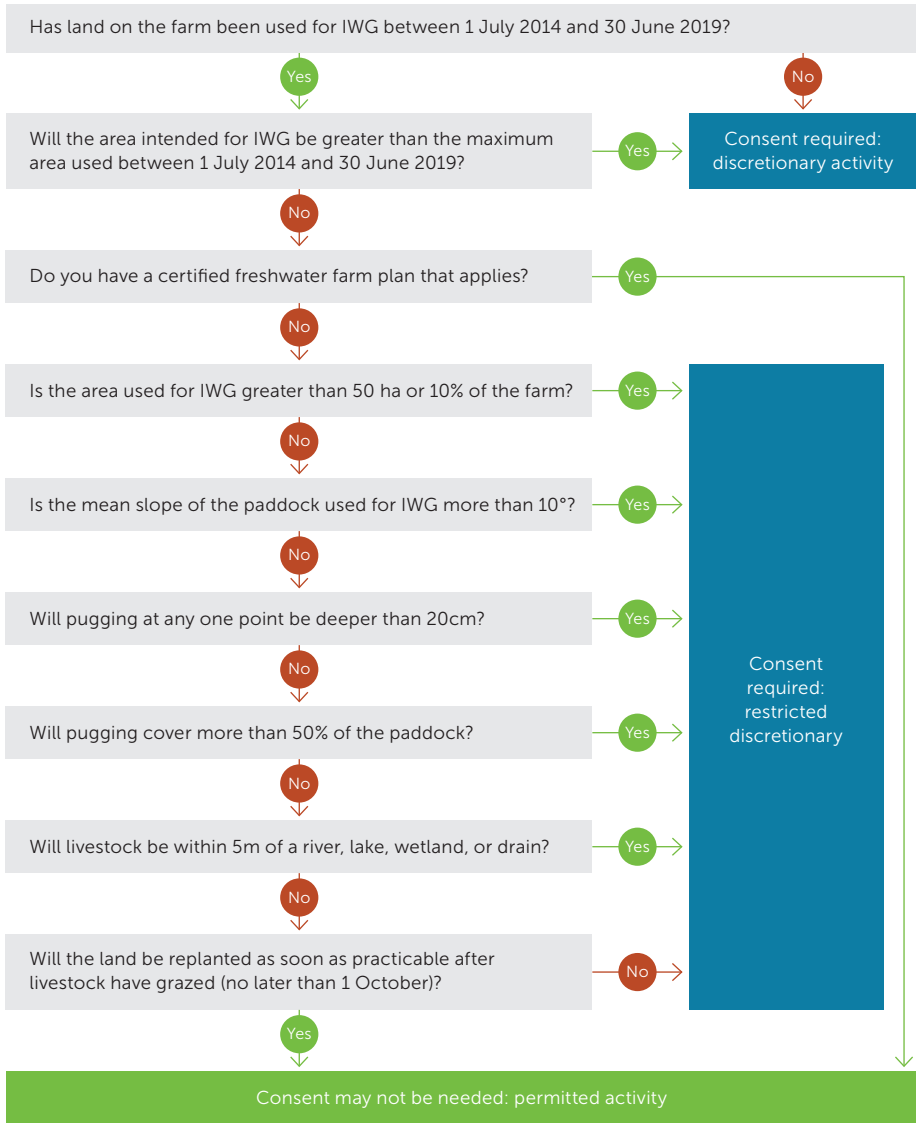 Has land on the farm been used for IWG between 1 July 2014 and 30 June 2019?
Yes
No
Will the area intended for IWG be greater than the maximum
area used between 1 July 2014 and 30 June 2019?
Yes
Consent required:
discretionary activity
No
Do you have a certified freshwater farm plan that applies?
Yes
No
Is the area used for IWG greater than 50 ha or 10% of the farm?
Yes
No
Is the mean slope of the paddock used for IWG more than 10°?
Yes
No
Will pugging at any one point be deeper than 20cm?
Yes
No
Consent
required:
restricted
discretionary
Will pugging cover more than 50% of the paddock?
Yes
No
Will livestock be within 5m of a river, lake, wetland, or drain?
Yes
No
Will the land be replanted as soon as practicable after
livestock have grazed (no later than 1 October)?
No
Yes
Consent may not be needed: permitted activity